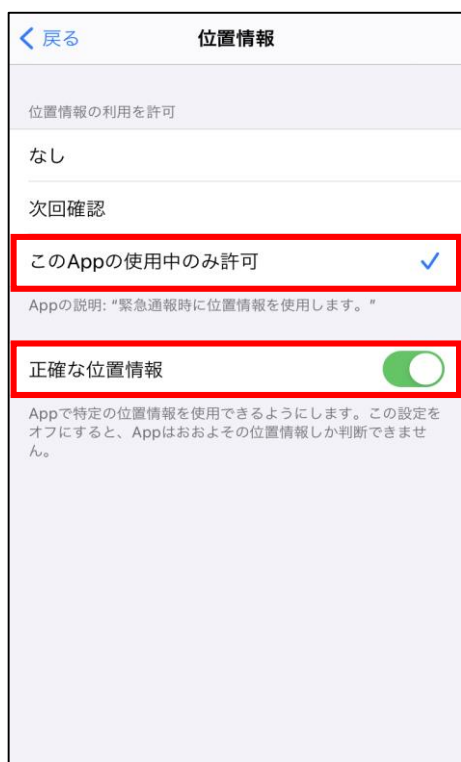 戻る 位置情報
位置情報の利用を許可
なし
次回確認
このAppの使用中のみ許可
Appの説明: “緊急通報時に位置情報を使用します。”
正確な位置情報
Appで特定の位置情報を使用できるようにします。この設定を
オフにすると、Appはおおよその位置情報しか判断できませ
ん。